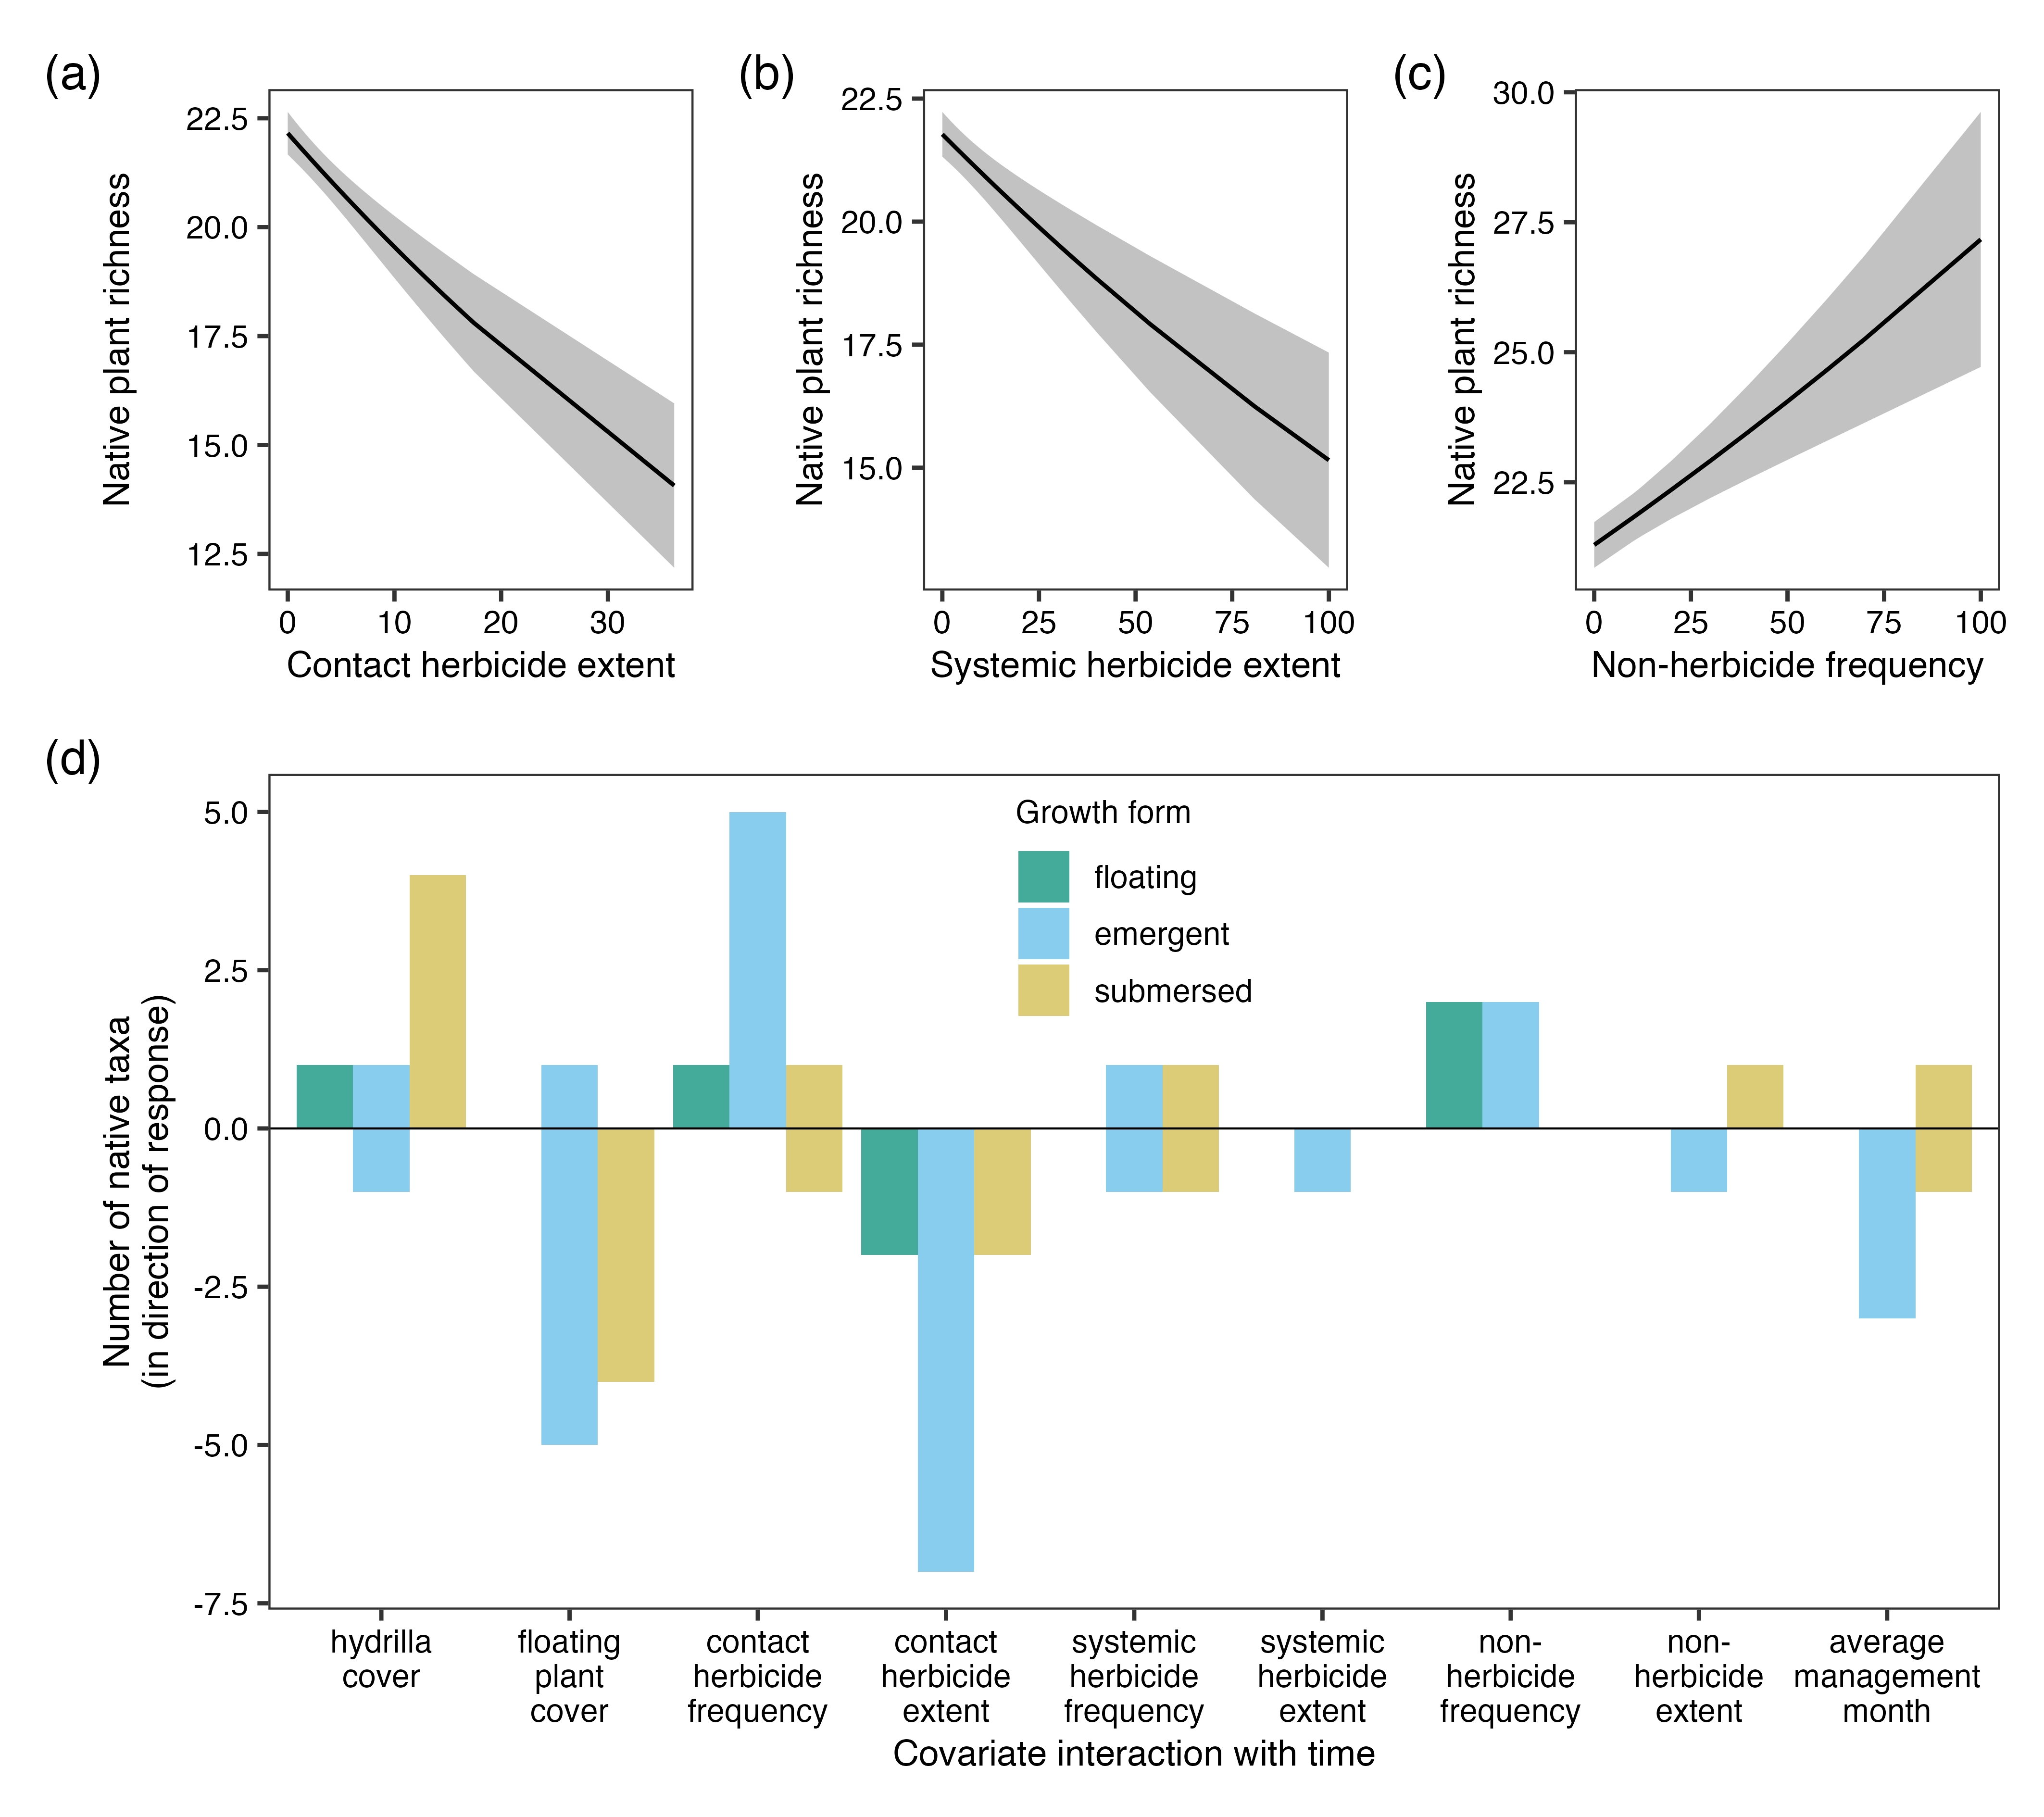 (a)
Native plant richness
22.5
20.0
17.5
15.0
12.5
0 10 20 30
Contact herbicide extent
(b)
Native plant richness
22.5
20.0
17.5
15.0
0 25 50 75 100
Systemic herbicide extent
(c)
Native plant richness
30.0
27.5
25.0
22.5
0 25 50 75 100
Non-herbicide frequency
(d)
Number of native taxa
(in direction of response)
5.0
2.5
0.0
-2.5
-5.0
-7.5
Growth form
floating
emergent
submersed
hydrilla
cover
floating
plant
cover
contact
herbicide
frequency
contact
herbicide
extent
systemic
herbicide
frequency
systemic
herbicide
extent
non-
herbicide
frequency
non-
herbicide
extent
average
management
month
Covariate interaction with time